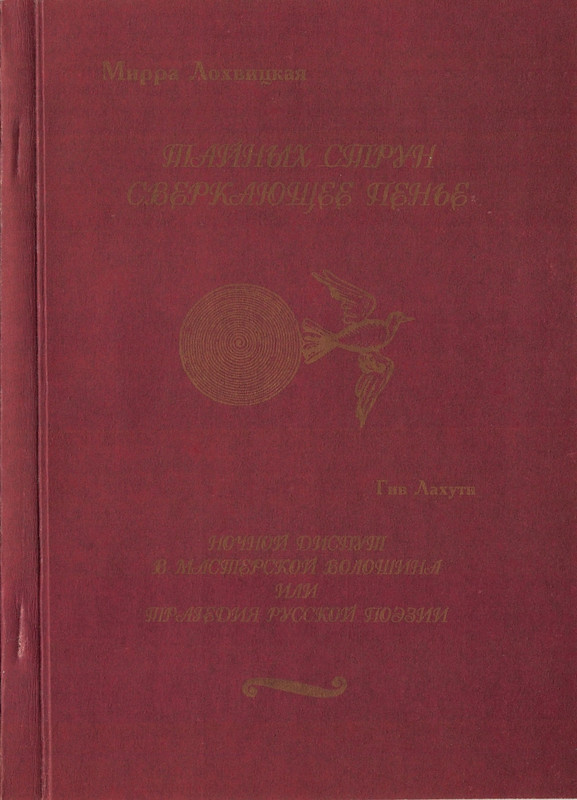 Мирра Лохвицкая
ТАЙНЫХ СТРУН
СВЕРКАЮЩЕЕ ПЕНЬЕ
Гив Лахути
НОЧНОЙ ДИСПУТ
В МАСТЕРСКОЙ ВОЛОШИНА
ИЛИ
ТРАГЕДИЯ РУССКОЙ ПОЭЗИИ